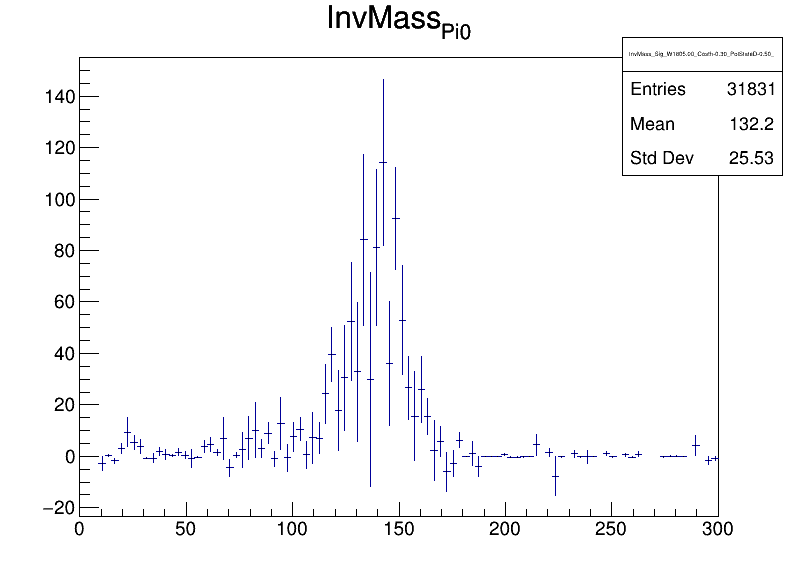 InvMass_Pi0
InvMass_Sig_W1805.00_Costh-0.30_PolStateD-0.50_
Entries 31831
Mean 132.2
Std Dev 25.53
140
120
100
80
60
40
20
0
−20
0 50 100 150 200 250 300